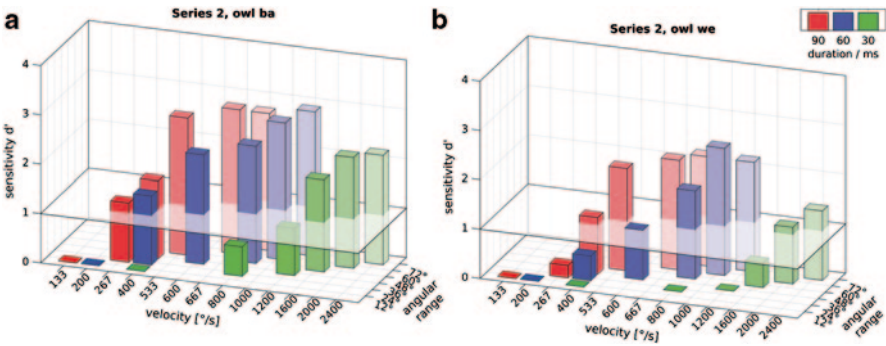 a
Series 2, owl ba
sensitivity d'
4
3
2
1
0
133
200
267
400
533
600
667
800
1000
1200
1600
2000
2400
velocity [°/s]
angular
range
b
Series 2, owl we
90 60 30
duration / ms
sensitivity d'
4
3
2
1
0
133
200
267
400
533
600
667
800
1000
1200
1600
2000
2400
velocity [°/s]
angular
range